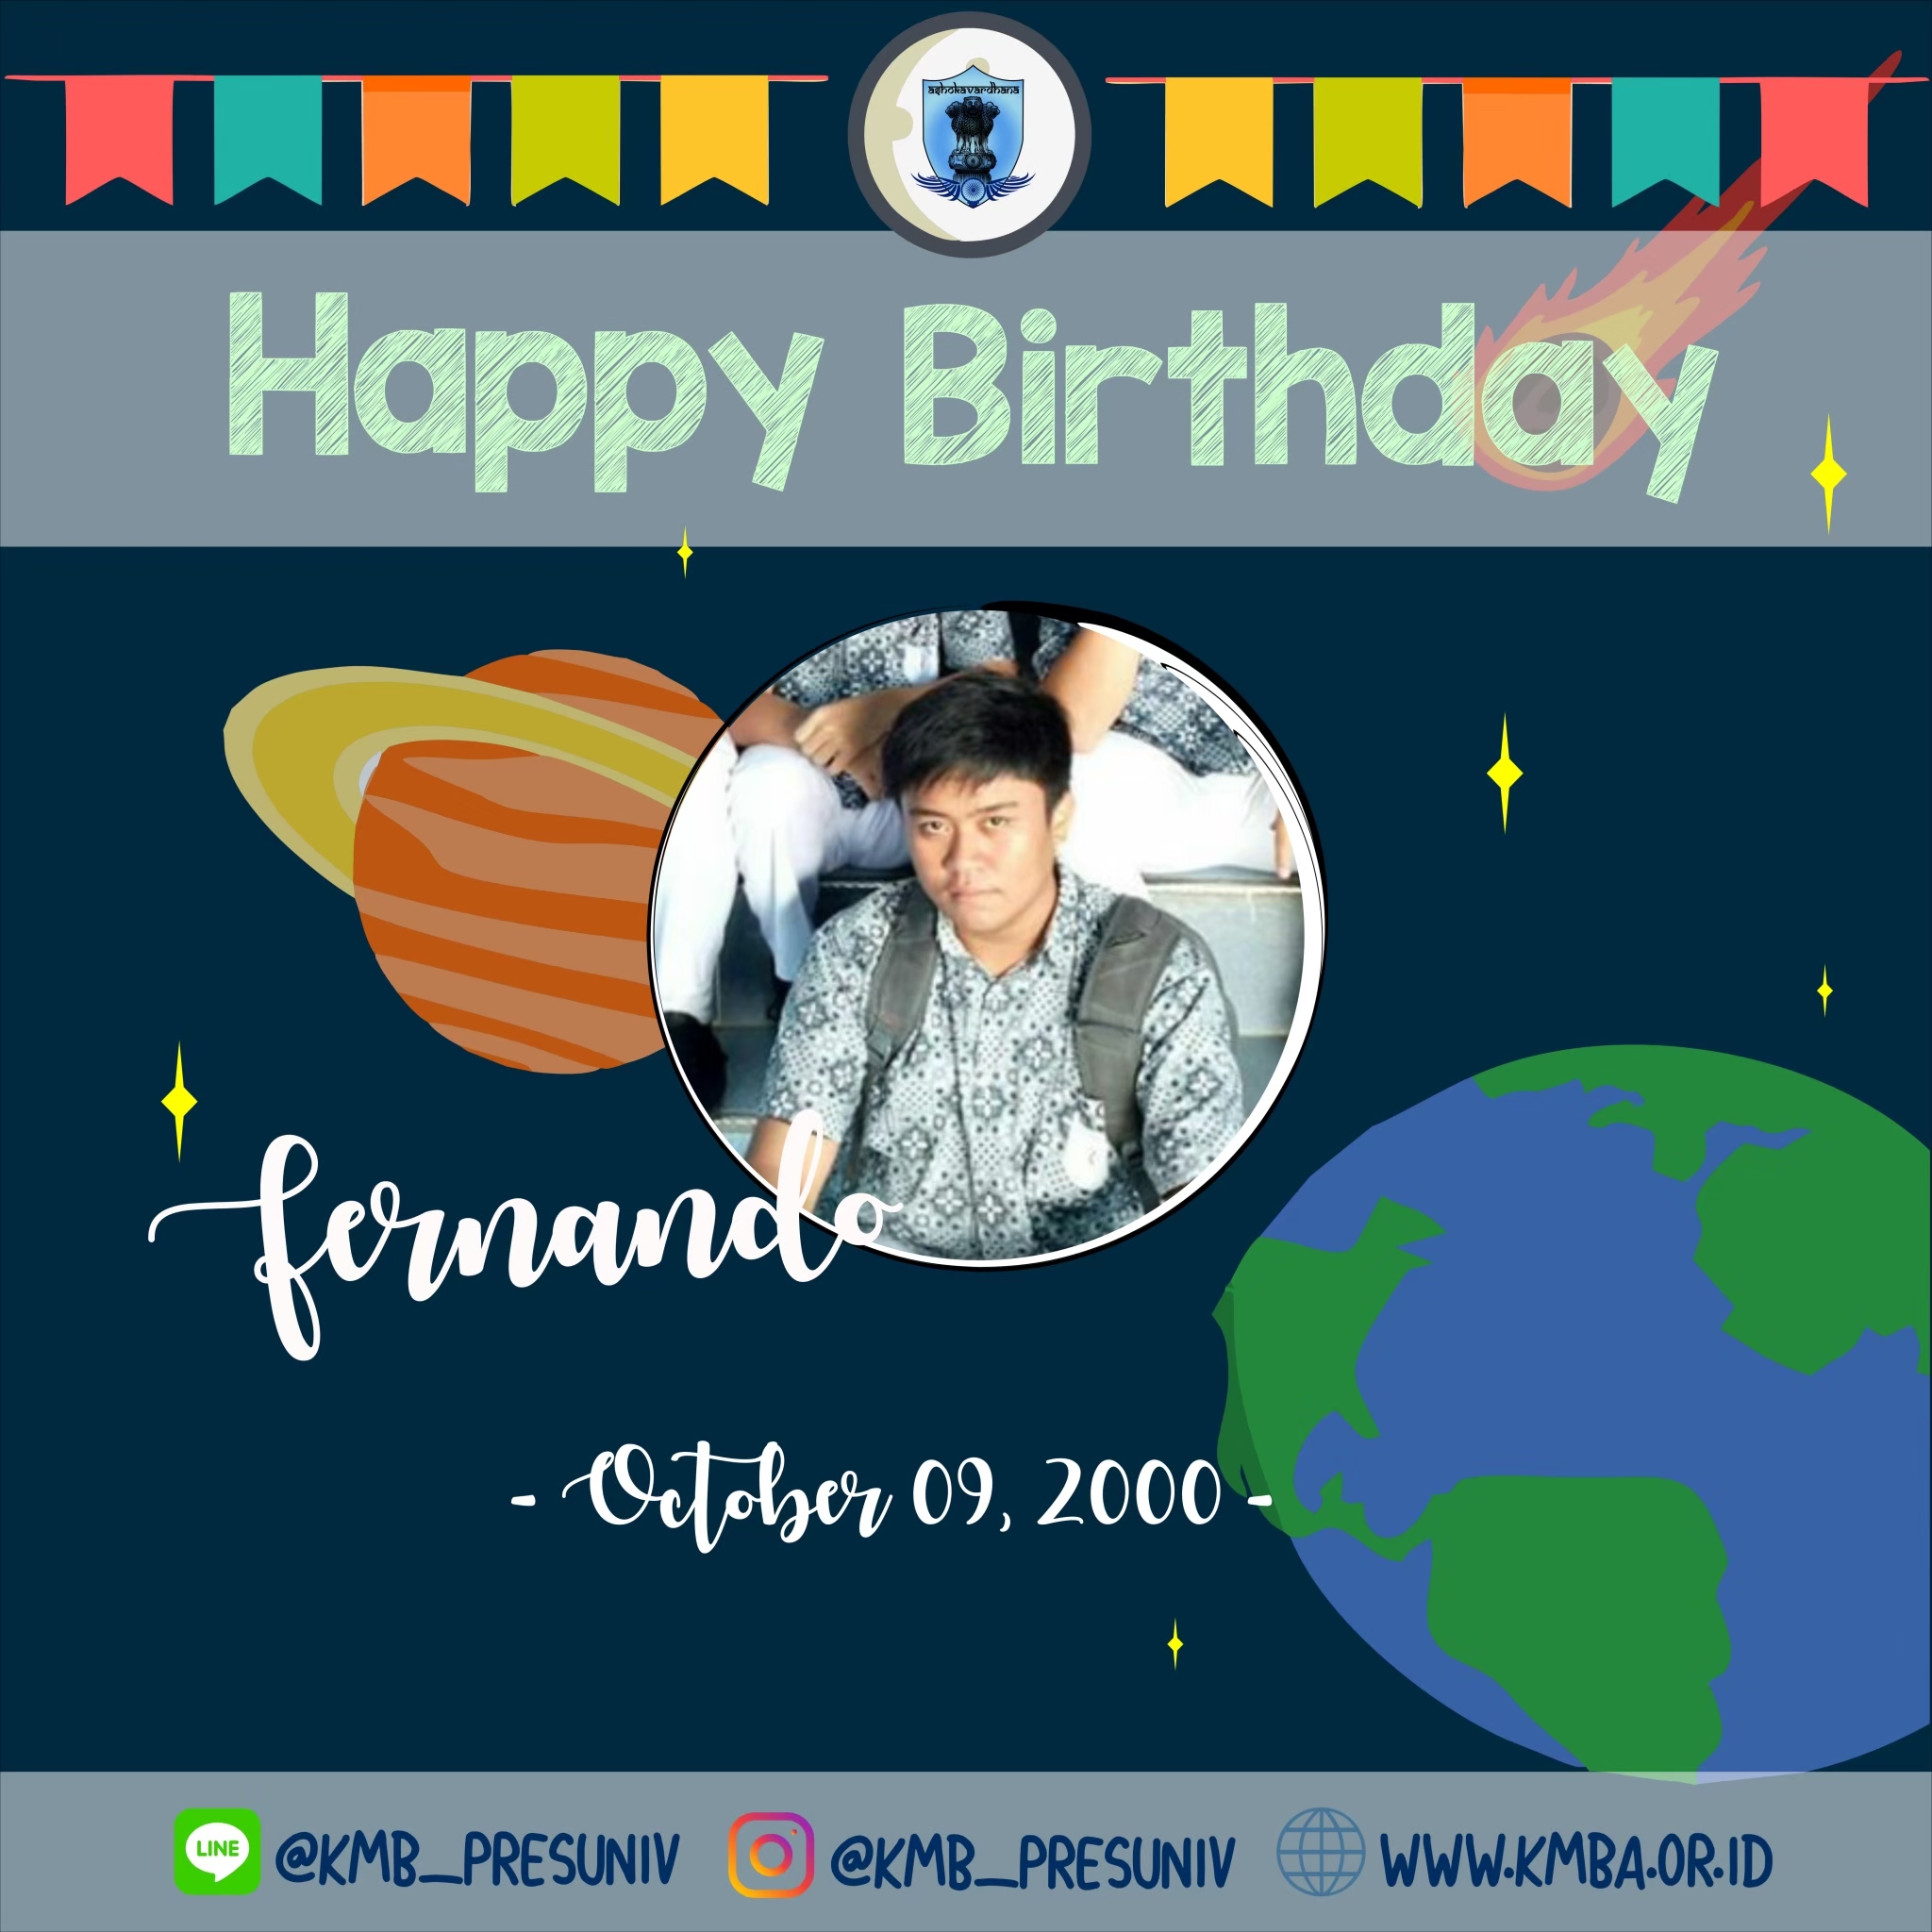 ashokavardhana
Happy Birthday
fernando
- October 09, 2000 -
LINE @KMB_PRESUNIV @KMB_PRESUNIV WWW.KMBA.OR.ID